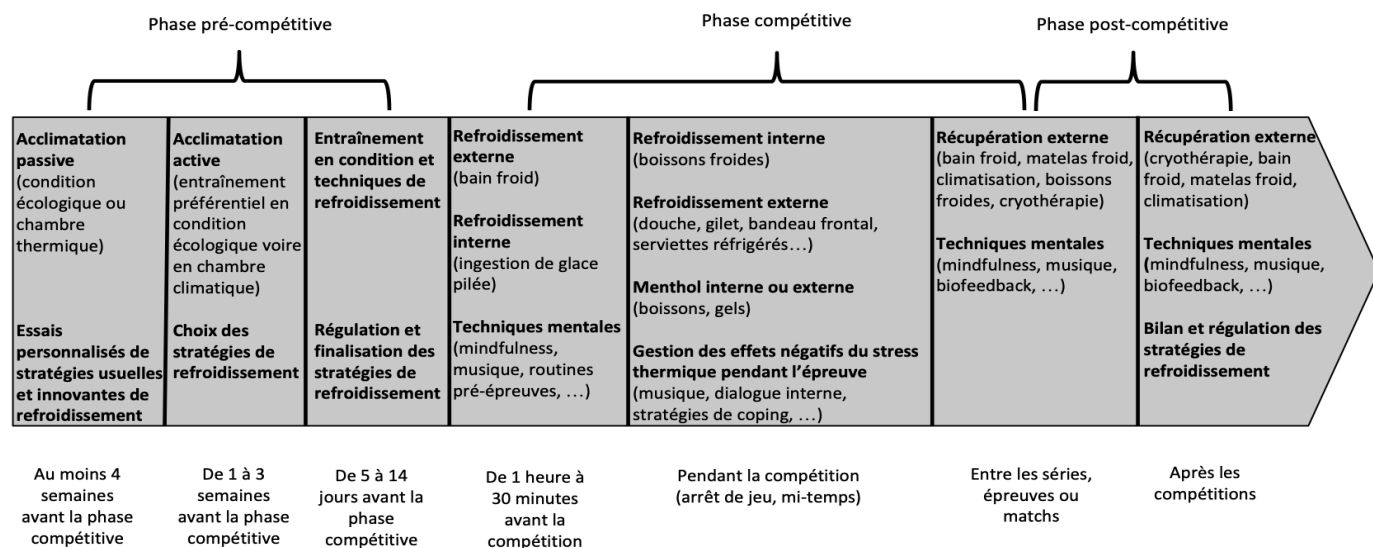 Phase pré-compétitive
Phase compétitive
Phase post-compétitive
Acclimatation
passive
(condition
écologique ou
chambre
thermique)
Essais
personnalisés de
stratégies usuelles
et innovantes de
refroidissement
Acclimatation
active
(entraînement
préférentiel en
condition
écologique voire
en chambre
climatique)
Choix des
stratégies de
refroidissement
Entraînement
en condition et
techniques de
refroidissement
Régulation et
finalisation des
stratégies de
refroidissement
Refroidissement
externe
(bain froid)
Refroidissement
interne
(ingestion de glace
pilée)
Techniques mentales
(mindfulness,
musique, routines
pré-épreuves, …)
Refroidissement interne
(boissons froides)
Refroidissement externe
(douche, gilet, bandeau frontal,
serviettes réfrigérés…)
Menthol interne ou externe
(boissons, gels)
Gestion des effets négatifs du stress
thermique pendant l’épreuve
(musique, dialogue interne,
stratégies de coping, …)
Récupération externe
(bain froid, matelas froid,
climatisation, boissons
froides, cryothérapie)
Techniques mentales
(mindfulness, musique,
biofeedback, …)
Récupération externe
(cryothérapie, bain
froid, matelas froid,
climatisation)
Techniques mentales
(mindfulness, musique,
biofeedback, …)
Bilan et régulation des
stratégies de
refroidissement
Au moins 4
semaines
avant la phase
compétitive
De 1 à 3
semaines
avant la phase
compétitive
De 5 à 14
jours avant la
phase
compétitive
De 1 heure à
30 minutes
avant la
compétition
Pendant la compétition
(arrêt de jeu, mi-temps)
Entre les séries,
épreuves ou
matchs
Après les
compétitions